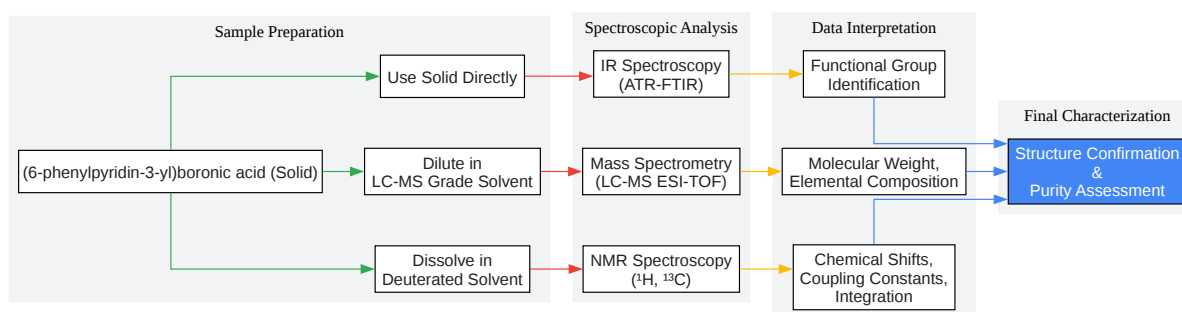 Sample Preparation
Spectroscopic Analysis
Data Interpretation
Final Characterization
(6-phenylpyridin-3-yl)boronic acid (Solid)
Use Solid Directly
IR Spectroscopy
(ATR-FTIR)
Functional Group
Identification
Dilute in
LC-MS Grade Solvent
Mass Spectrometry
(LC-MS ESI-TOF)
Molecular Weight,
Elemental Composition
Dissolve in
Deuterated Solvent
NMR Spectroscopy
(¹H, ¹³C)
Chemical Shifts,
Coupling Constants,
Integration
Structure Confirmation
&
Purity Assessment